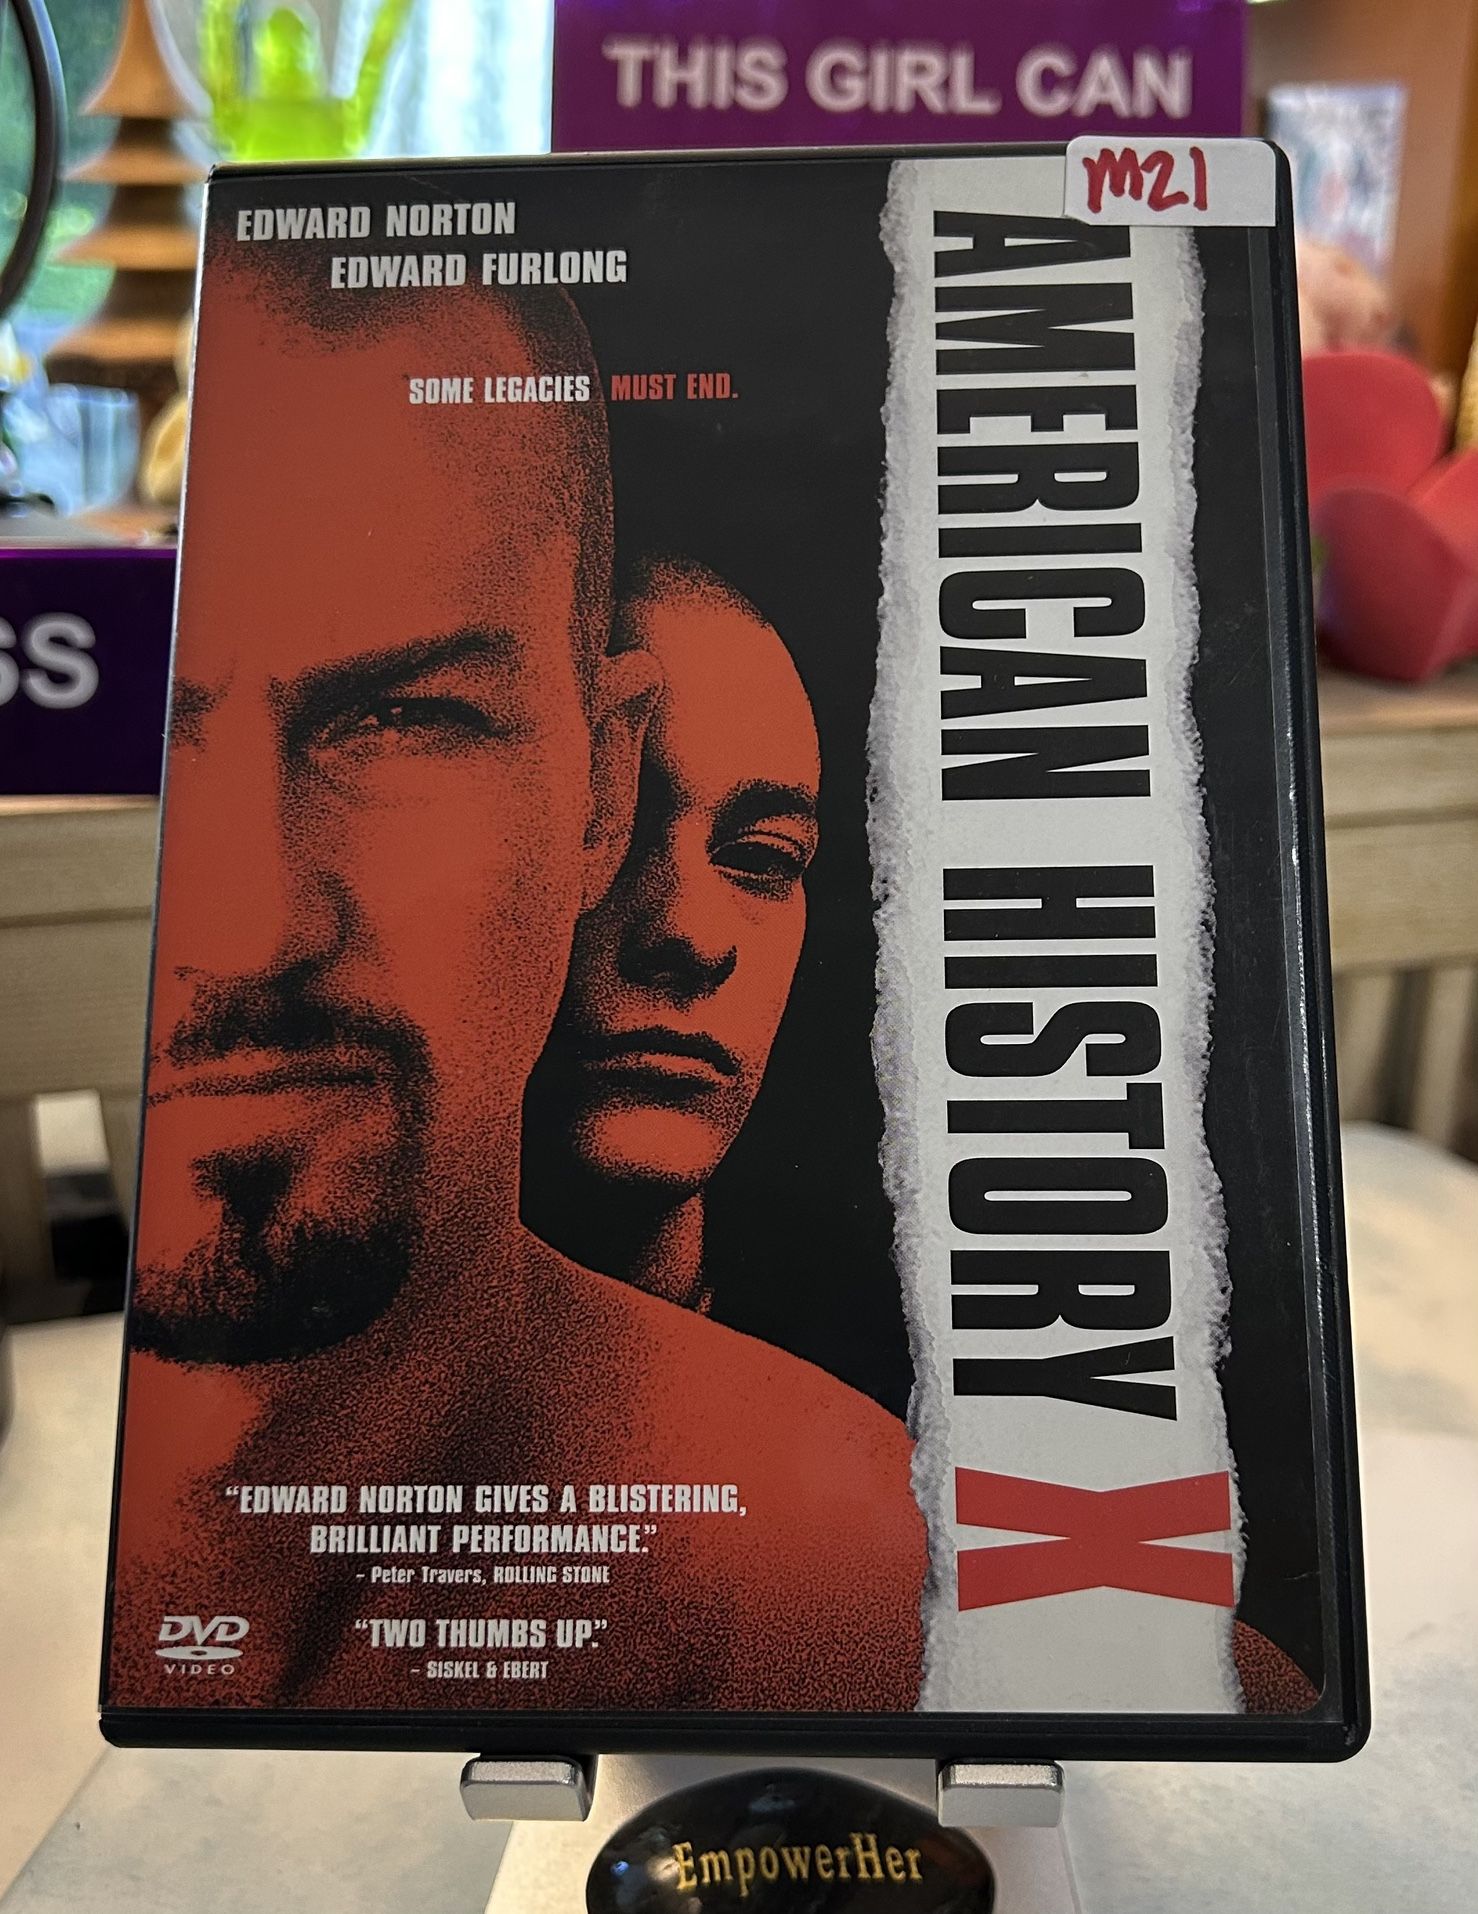 THIS GIRL CAN
M21
EDWARD NORTON
EDWARD FURLONG
SOME LEGACIES MUST END.
AMERICAN HISTORY X
SS
“EDWARD NORTON GIVES A BLISTERING,
BRILLIANT PERFORMANCE.”
- Peter Travers, ROLLING STONE
“TWO THUMBS UP.”
- SISKEL & EBERT
DVD
VIDEO
EmpowerHer